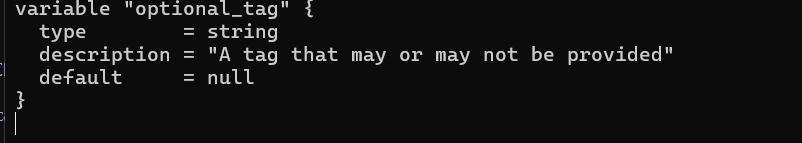 variable "optional_tag" {
  type        = string
  description = "A tag that may or may not be provided"
  default     = null
}